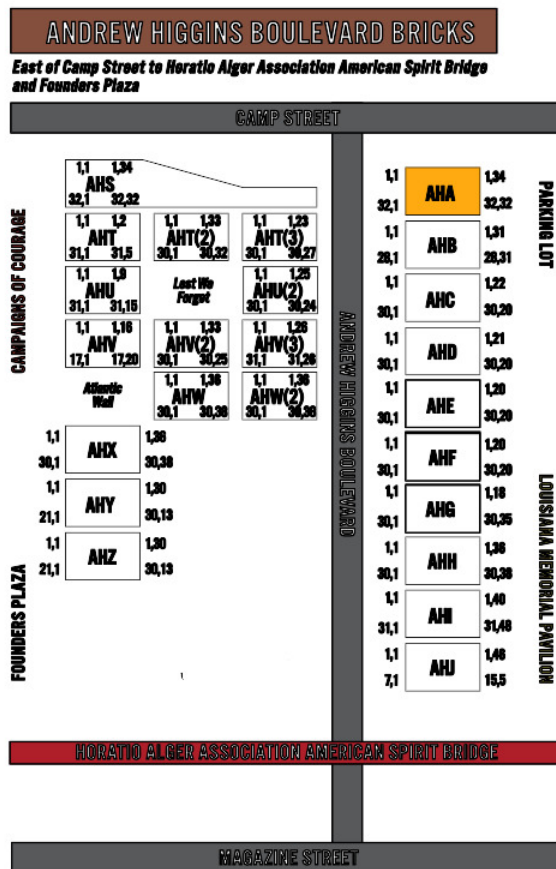 ANDREW HIGGINS BOULEVARD BRICKS
East of Camp Street to Horatio Alger Association American Spirit Bridge
and Founders Plaza
CAMP STREET
1,1 1,34
AHS
32,1 32,32
1,1 1,2
AHT
31,1 31,5
1,1 1,33
AHT(2)
30,1 30,32
1,1 1,23
AHT(3)
30,1 30,27
1,1 1,9
AHU
31,1 31,15
Lest We
Forget
1,1 1,25
AHU(2)
30,1 30,24
1,1 1,16
AHV
17,1 17,20
1,1 1,33
AHV(2)
30,1 30,25
1,1 1,26
AHV(3)
31,1 31,26
Atlantic
Wall
1,1 1,36
AHW
30,1 30,38
1,1 1,36
AHW(2)
30,1 36,36
1,1 1,36
AHX
30,1 30,38
1,1 1,30
AHY
21,1 30,13
1,1 1,30
AHZ
21,1 30,13
CAMPAIGNS OF COURAGE
FOUNDERS PLAZA
ANDREW HIGGINS BOULEVARD
1,1 1,34
AHA
32,1 32,32
1,1 1,31
AHB
28,1 28,31
1,1 1,22
AHC
30,1 30,20
1,1 1,21
AHD
30,1 30,20
1,1 1,20
AHE
30,1 30,20
1,1 1,20
AHF
30,1 30,20
1,1 1,18
AHG
30,1 30,35
1,1 1,36
AHH
30,1 30,38
1,1 1,40
AHI
31,1 31,48
1,1 1,46
AHJ
7,1 15,5
PARKING LOT
LOUISIANA MEMORIAL PAVILION
HORATIO ALGER ASSOCIATION AMERICAN SPIRIT BRIDGE
MAGAZINE STREET